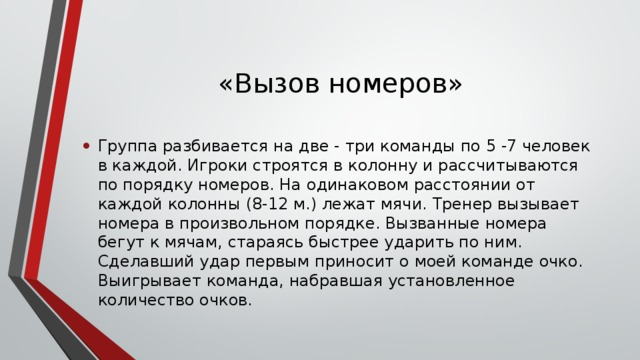 «Вызов номеров»
Группа разбивается на две - три команды по 5 -7 человек
в каждой. Игроки строятся в колонну и рассчитываются
по порядку номеров. На одинаковом расстоянии от
каждой колонны (8-12 м.) лежат мячи. Тренер вызывает
номера в произвольном порядке. Вызванные номера
бегут к мячам, стараясь быстрее ударить по ним.
Сделавший удар первым приносит о моей команде очко.
Выигрывает команда, набравшая установленное
количество очков.